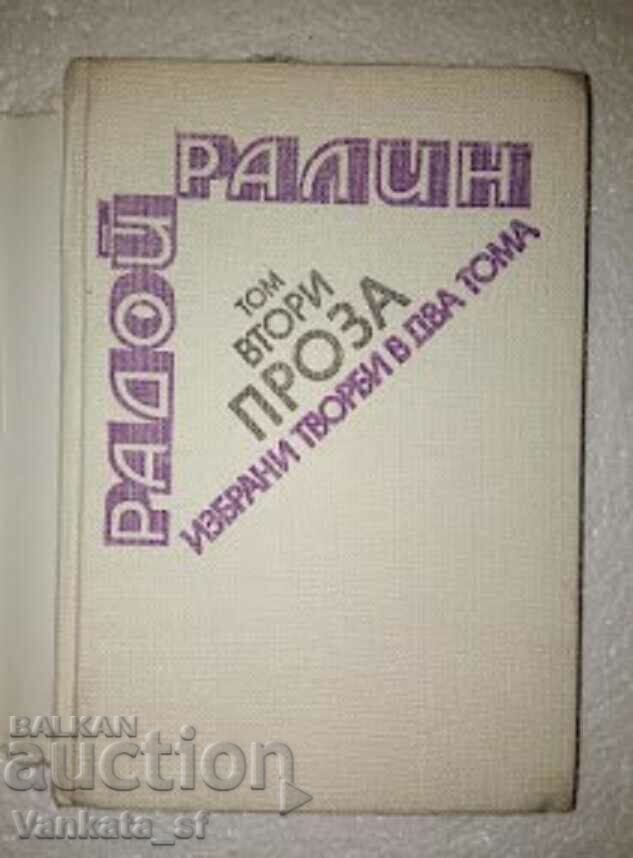 РАДОЙ
РАЛИН
ТОМ
ВТОРИ
ПРОЗА
ИЗБРАНИ ТВОРБИ В ДВА ТОМА
BALKAN
auction
Vankata_sf